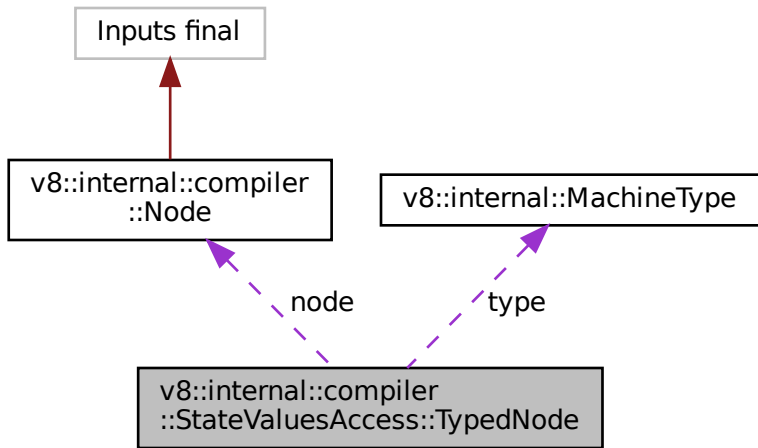 Inputs final
v8::internal::compiler
::Node
v8::internal::MachineType
node
type
v8::internal::compiler
::StateValuesAccess::TypedNode